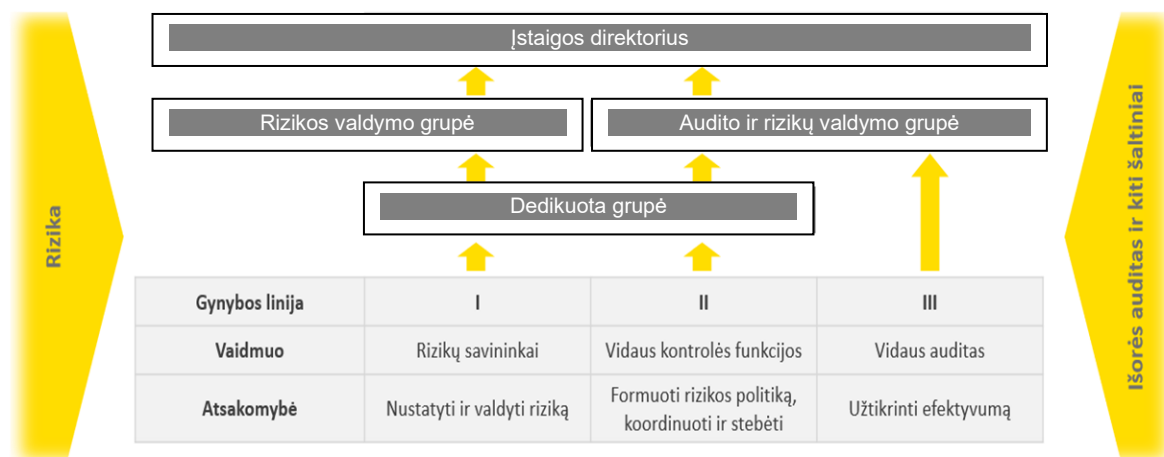 Įstaigos direktorius
Rizikos valdymo grupė
Audito ir rizikų valdymo grupė
Dedikuota grupė
Rizika
Išorės auditas ir kiti šaltiniai
Gynybos linija I II III
Vaidmuo Rizikų savininkai Vidaus kontrolės funkcijos Vidaus auditas
Atsakomybė Nustatyti ir valdyti riziką Formuoti rizikos politiką, koordinuoti ir stebėti Užtikrinti efektyvumą